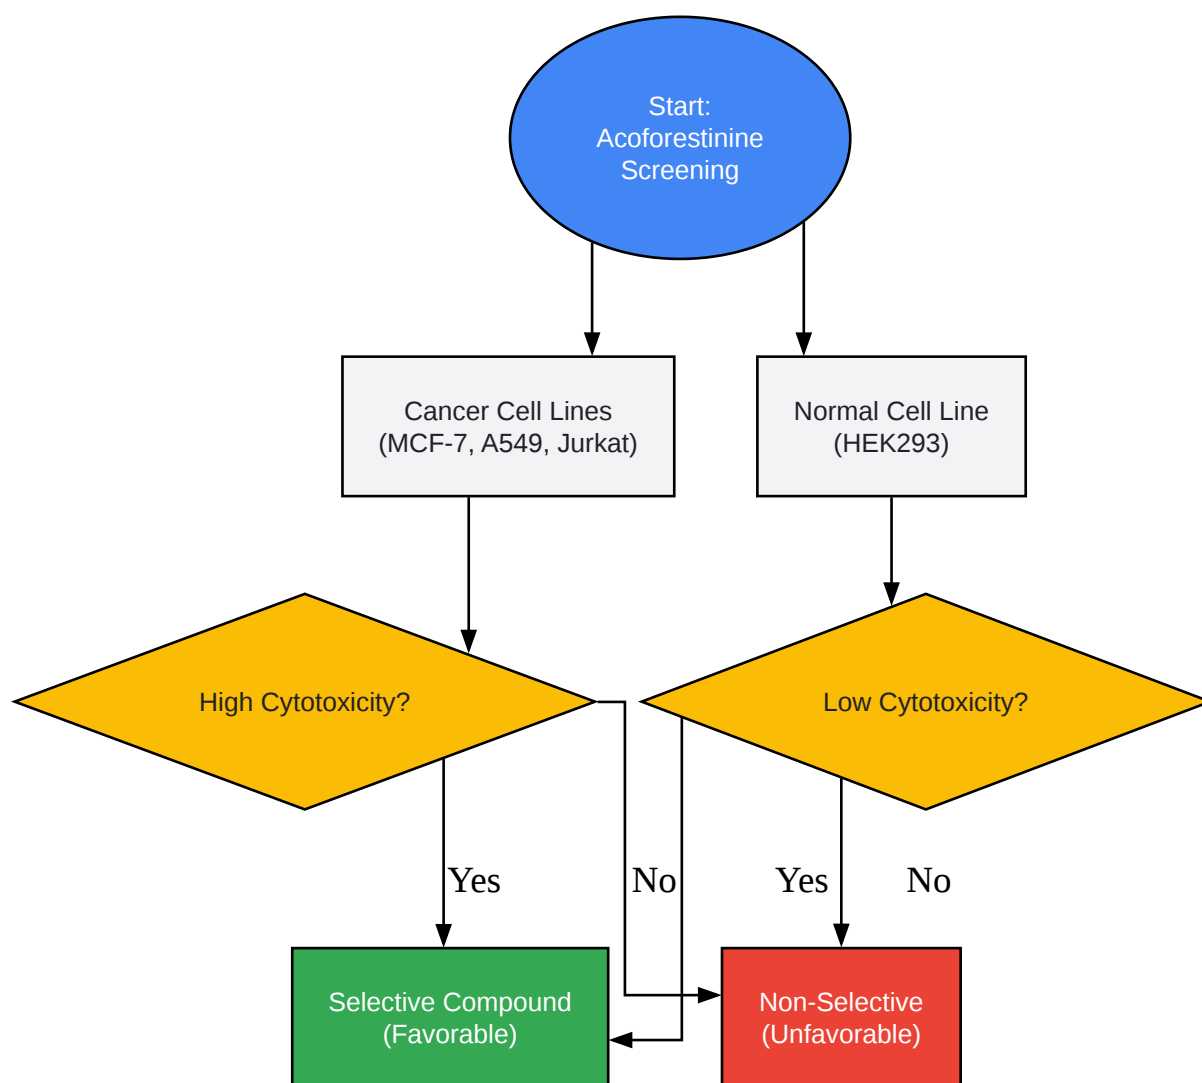 Start:
Acoforestinine
Screening
Cancer Cell Lines
(MCF-7, A549, Jurkat)
Normal Cell Line
(HEK293)
High Cytotoxicity?
Low Cytotoxicity?
Yes
No
Yes
No
Selective Compound
(Favorable)
Non-Selective
(Unfavorable)